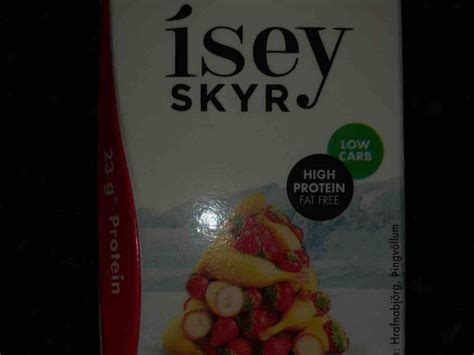 ísey
SKYR
LOW
CARB
HIGH
PROTEIN
FAT FREE
23 g* Protein
: Hrafnabjörg, Þingvöllum